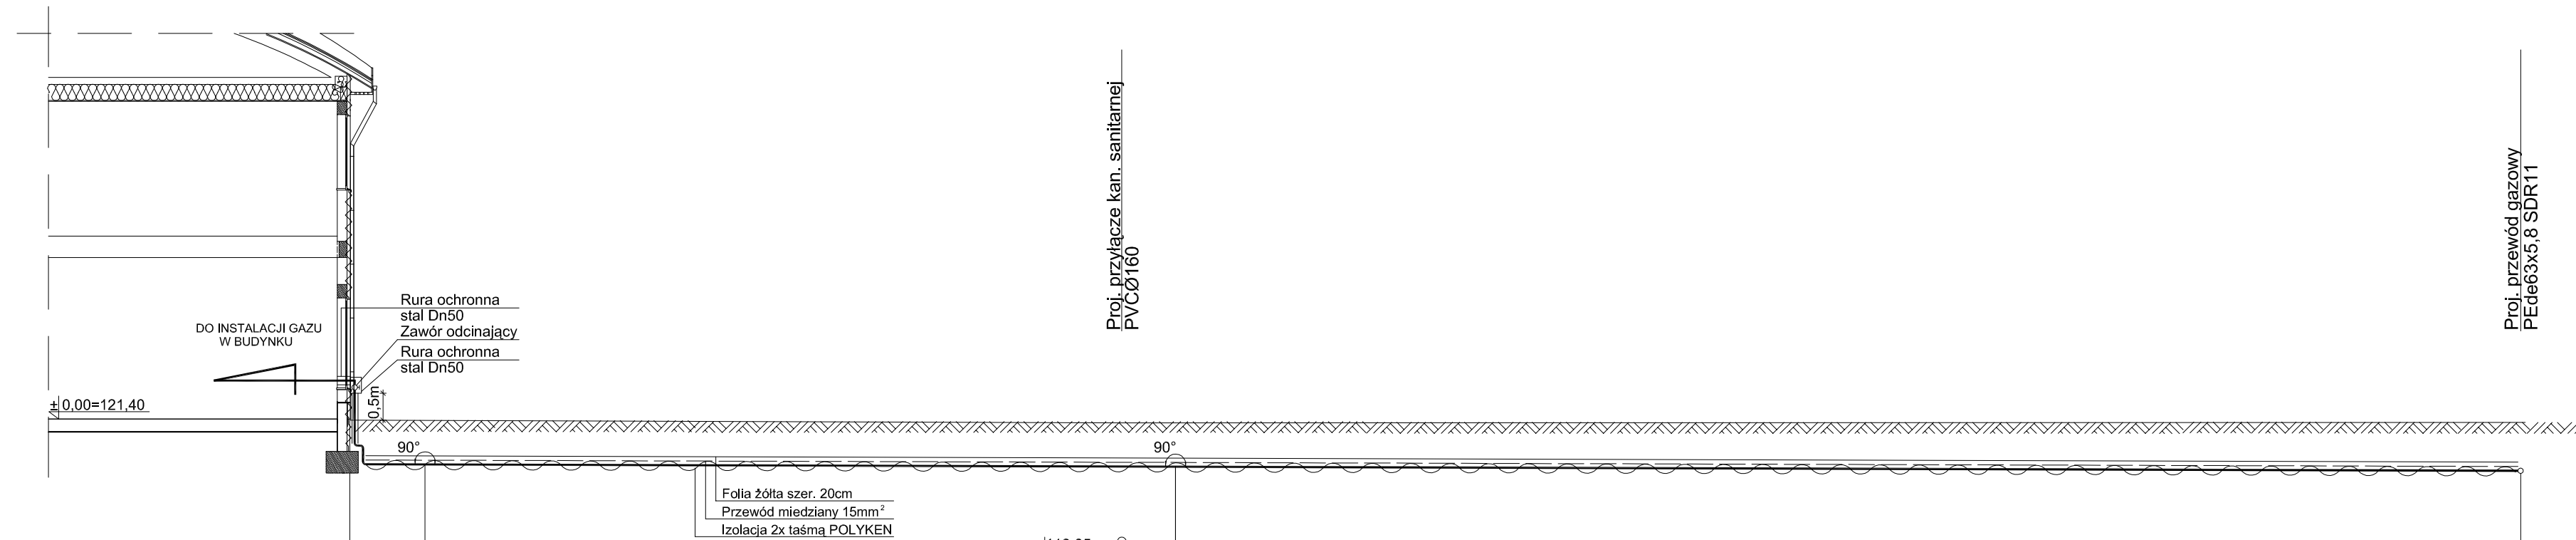 Proj. przyłącze kan. sanitarnej
PVCØ160
Proj. przewód gazowy
PEde63x5,8 SDR11
Rura ochronna
stal Dn50
Zawór odcinający
Rura ochronna
stal Dn50
DO INSTALACJI GAZU
W BUDYNKU
± 0,00=121,40
0,5m
90°
90°
Folia żółta szer. 20cm
Przewód miedziany 15mm²
Izolacja 2x taśmą POLYKEN